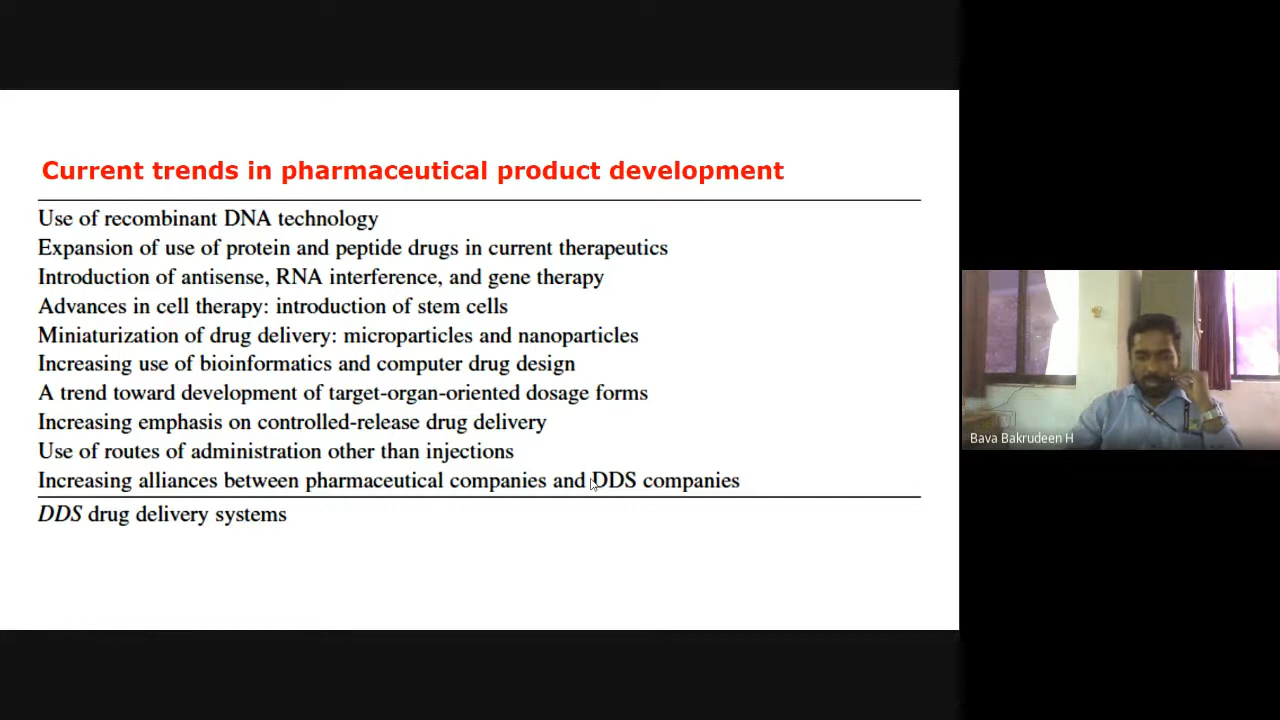 Current trends in pharmaceutical product development
Use of recombinant DNA technology
Expansion of use of protein and peptide drugs in current therapeutics
Introduction of antisense, RNA interference, and gene therapy
Advances in cell therapy: introduction of stem cells
Miniaturization of drug delivery: microparticles and nanoparticles
Increasing use of bioinformatics and computer drug design
A trend toward development of target-organ-oriented dosage forms
Increasing emphasis on controlled-release drug delivery
Use of routes of administration other than injections
Increasing alliances between pharmaceutical companies and DDS companies
DDS drug delivery systems
Bava Bakrudeen H